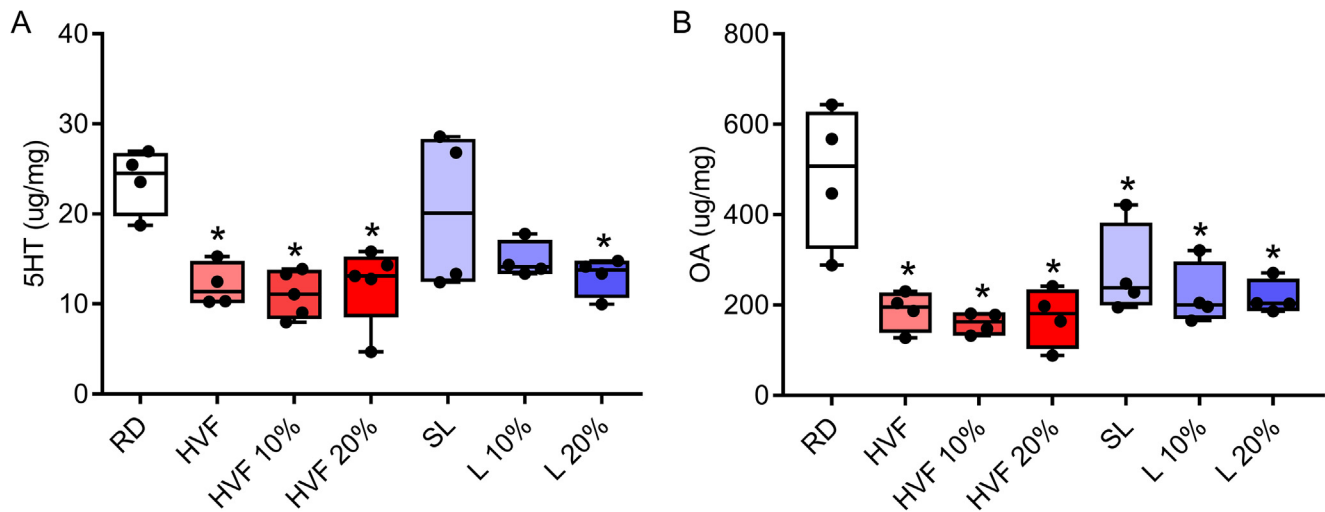 A
5HT (ug/mg)
40
30
20
10
0
* * * *
RD HVF HVF 10% HVF 20% SL L 10% L 20%
B
OA (ug/mg)
800
600
400
200
0
* * * * * *
RD HVF HVF 10% HVF 20% SL L 10% L 20%